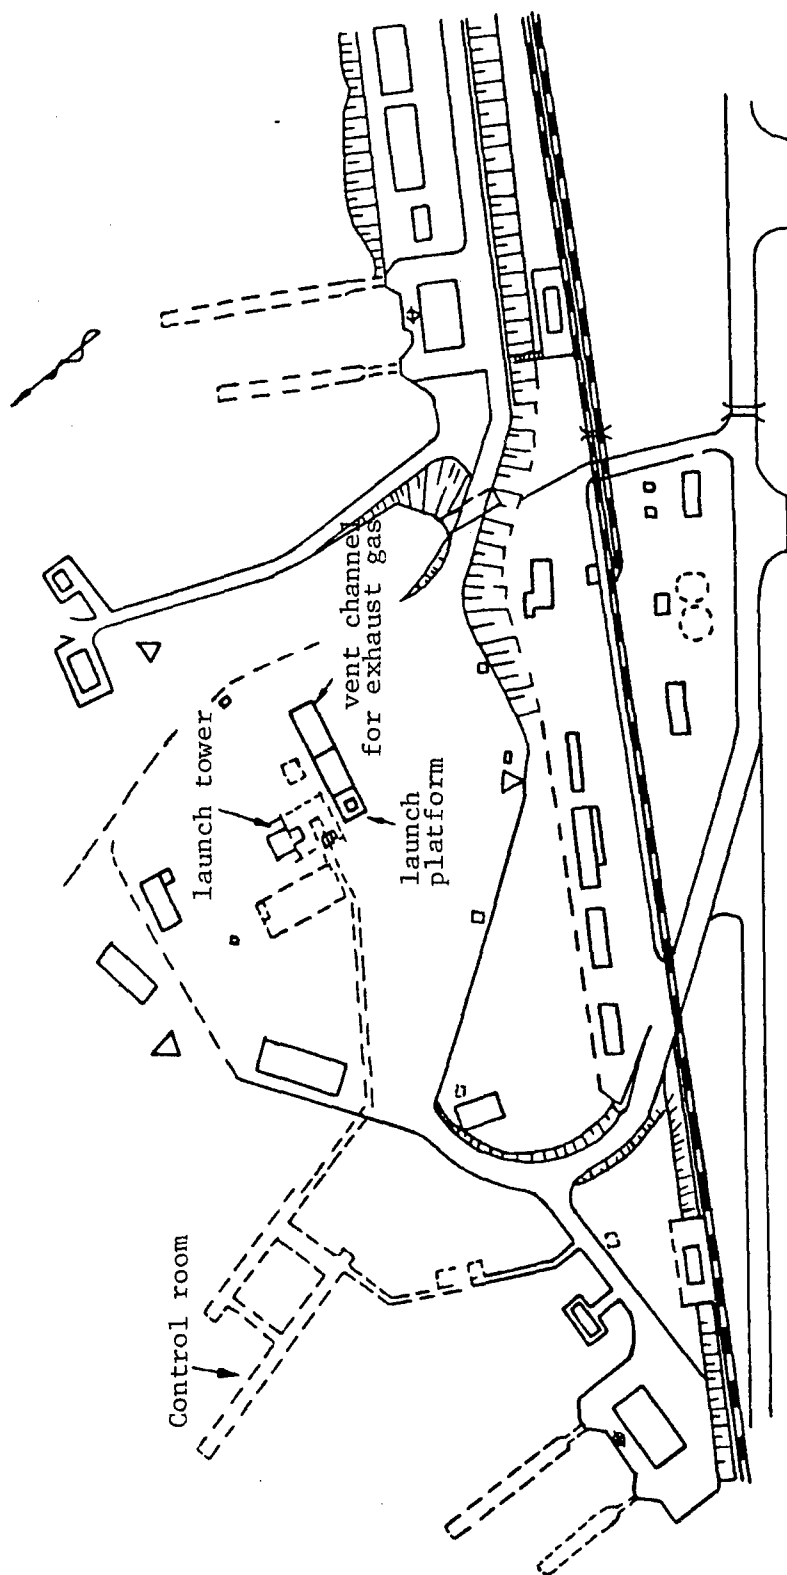 vent channel
for exhaust gas
launch tower
launch
platform
Control room